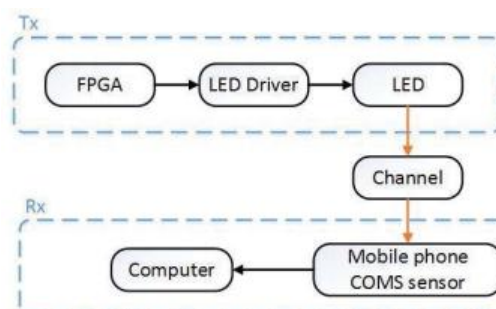 Tx
FPGA
LED Driver
LED
Channel
Rx
Computer
Mobile phone
COMS sensor